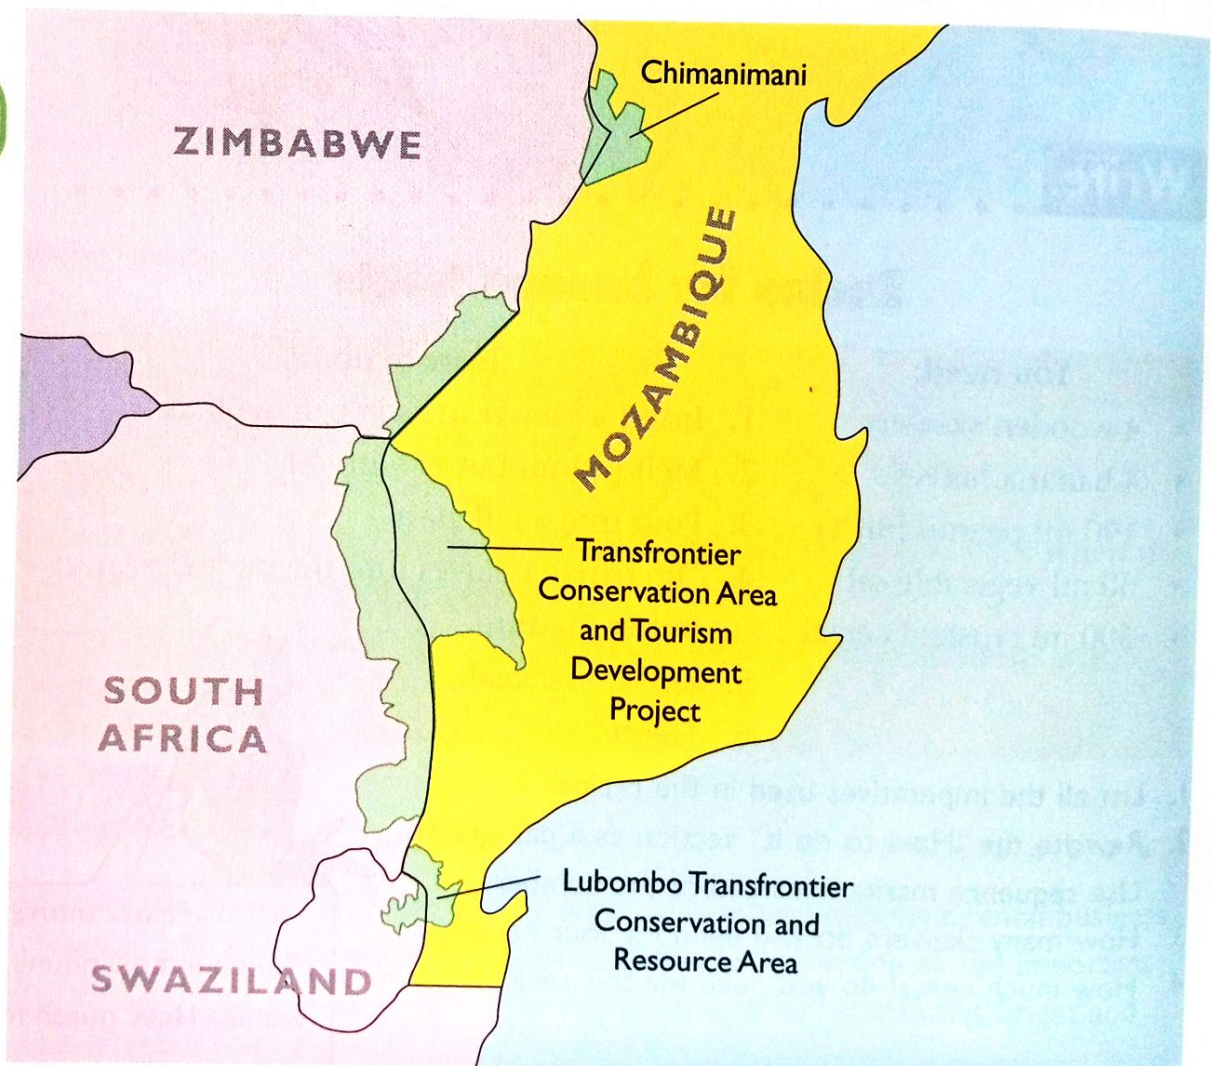 Chimanimani
ZIMBABWE
MOZAMBIQUE
Transfrontier
Conservation Area
and Tourism
Development
Project
SOUTH
AFRICA
Lubombo Transfrontier
Conservation and
Resource Area
SWAZILAND